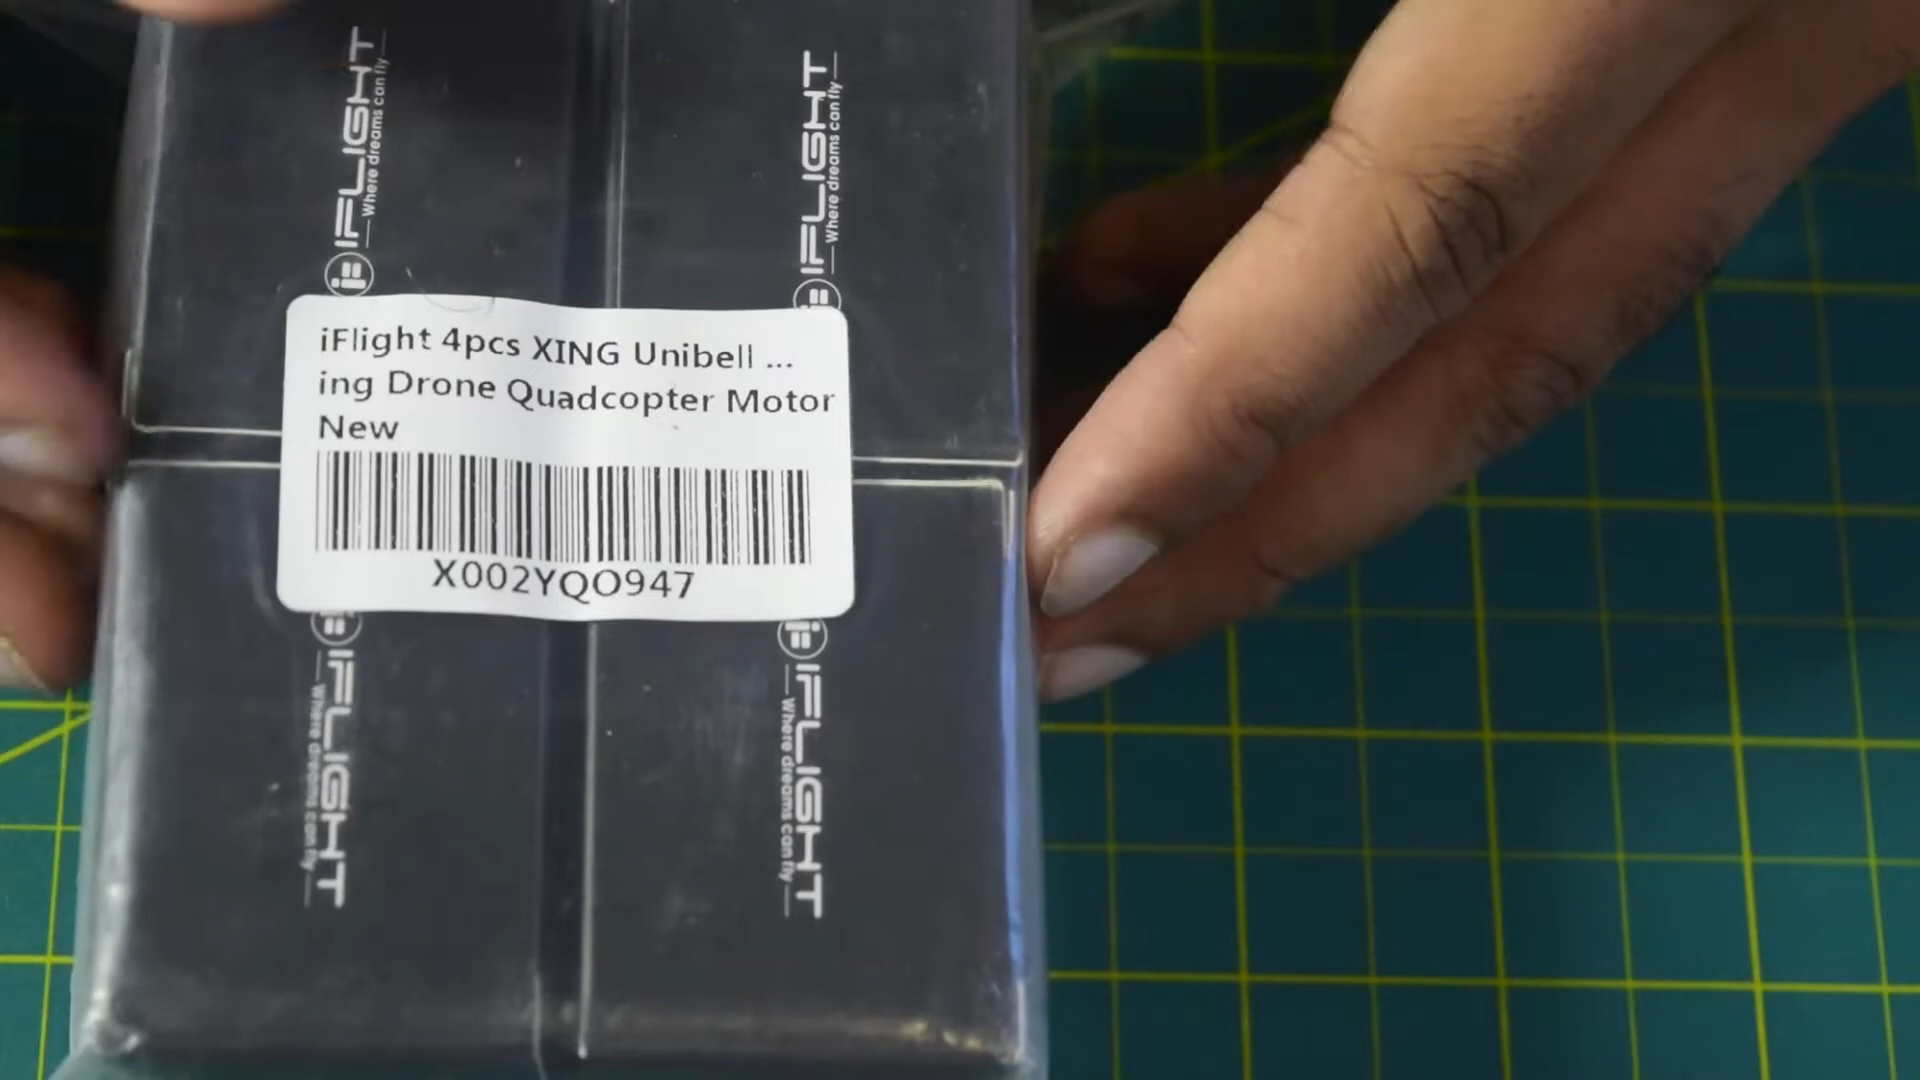 IFLIGHT
Where dreams can fly
IFLIGHT
Where dreams can fly
iFlight 4pcs XING Unibell ...
ing Drone Quadcopter Motor
New
X002YQO947
IFLIGHT
Where dreams can fly
IFLIGHT
Where dreams can fly